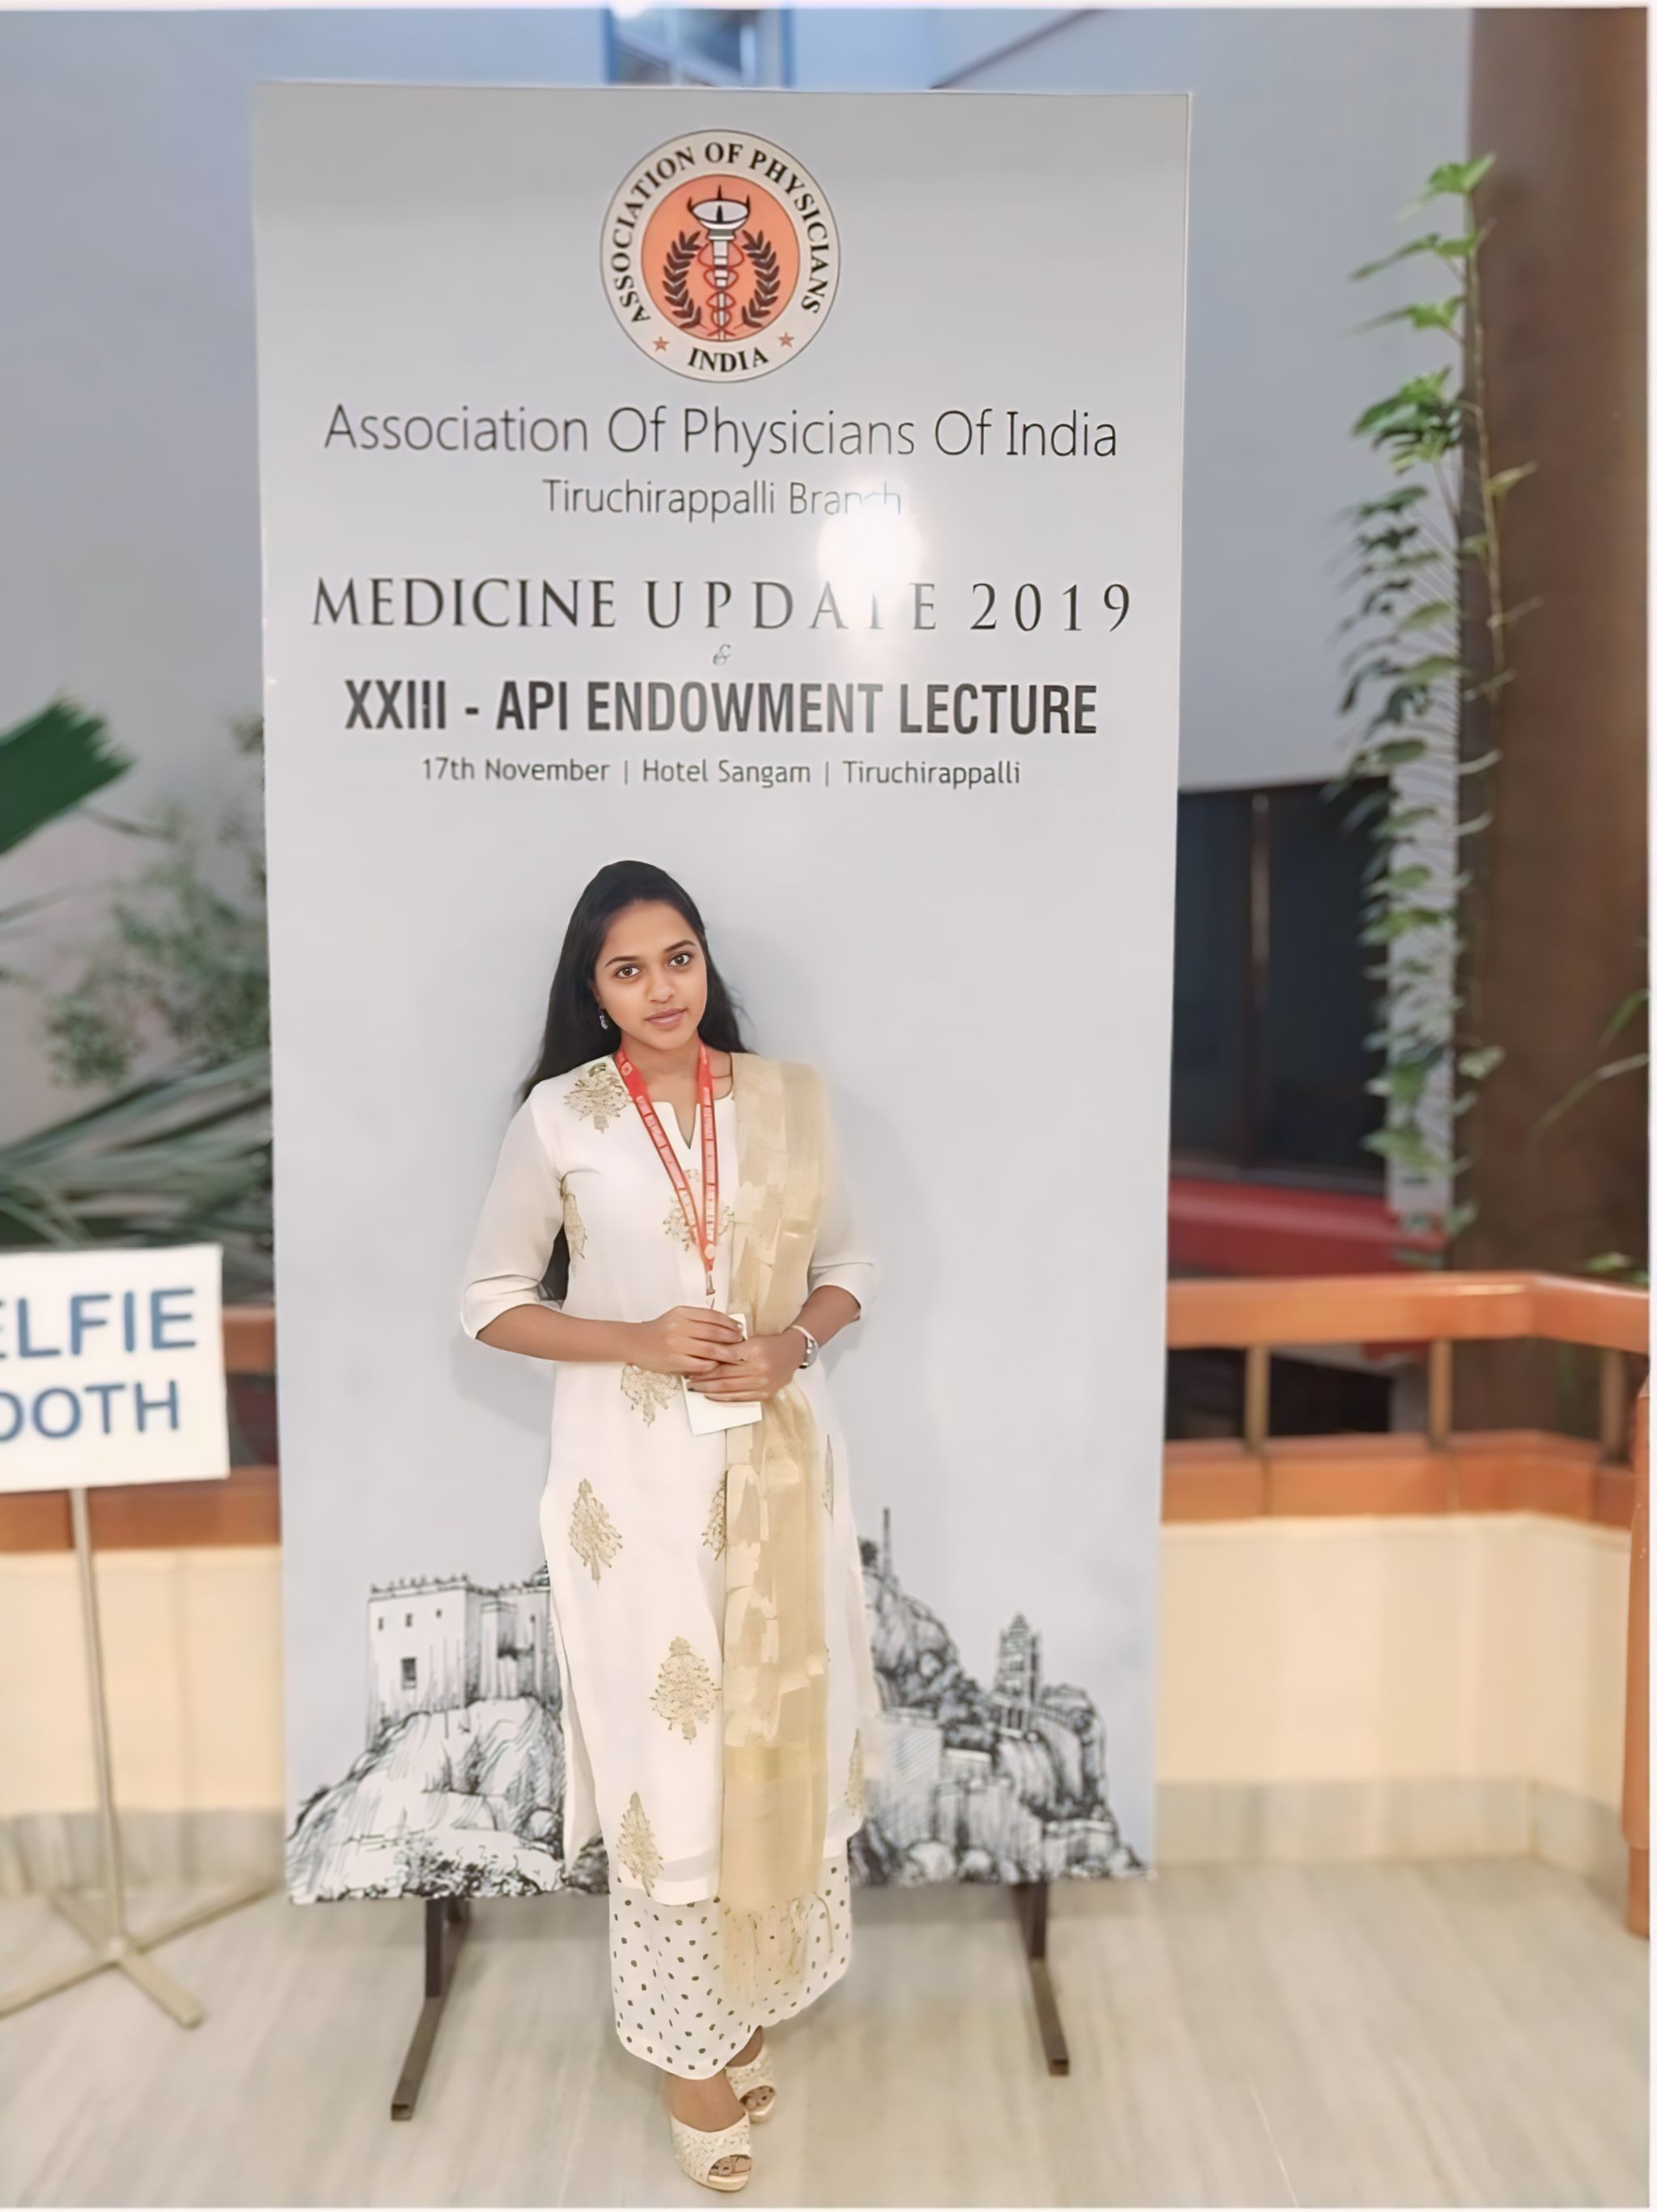 ASSOCIATION OF PHYSICIANS
INDIA
Association Of Physicians Of India
Tiruchirappalli Branch
MEDICINE UPDATE 2019
&
XXIII - API ENDOWMENT LECTURE
17th November | Hotel Sangam | Tiruchirappalli
ELFIE
OOTH